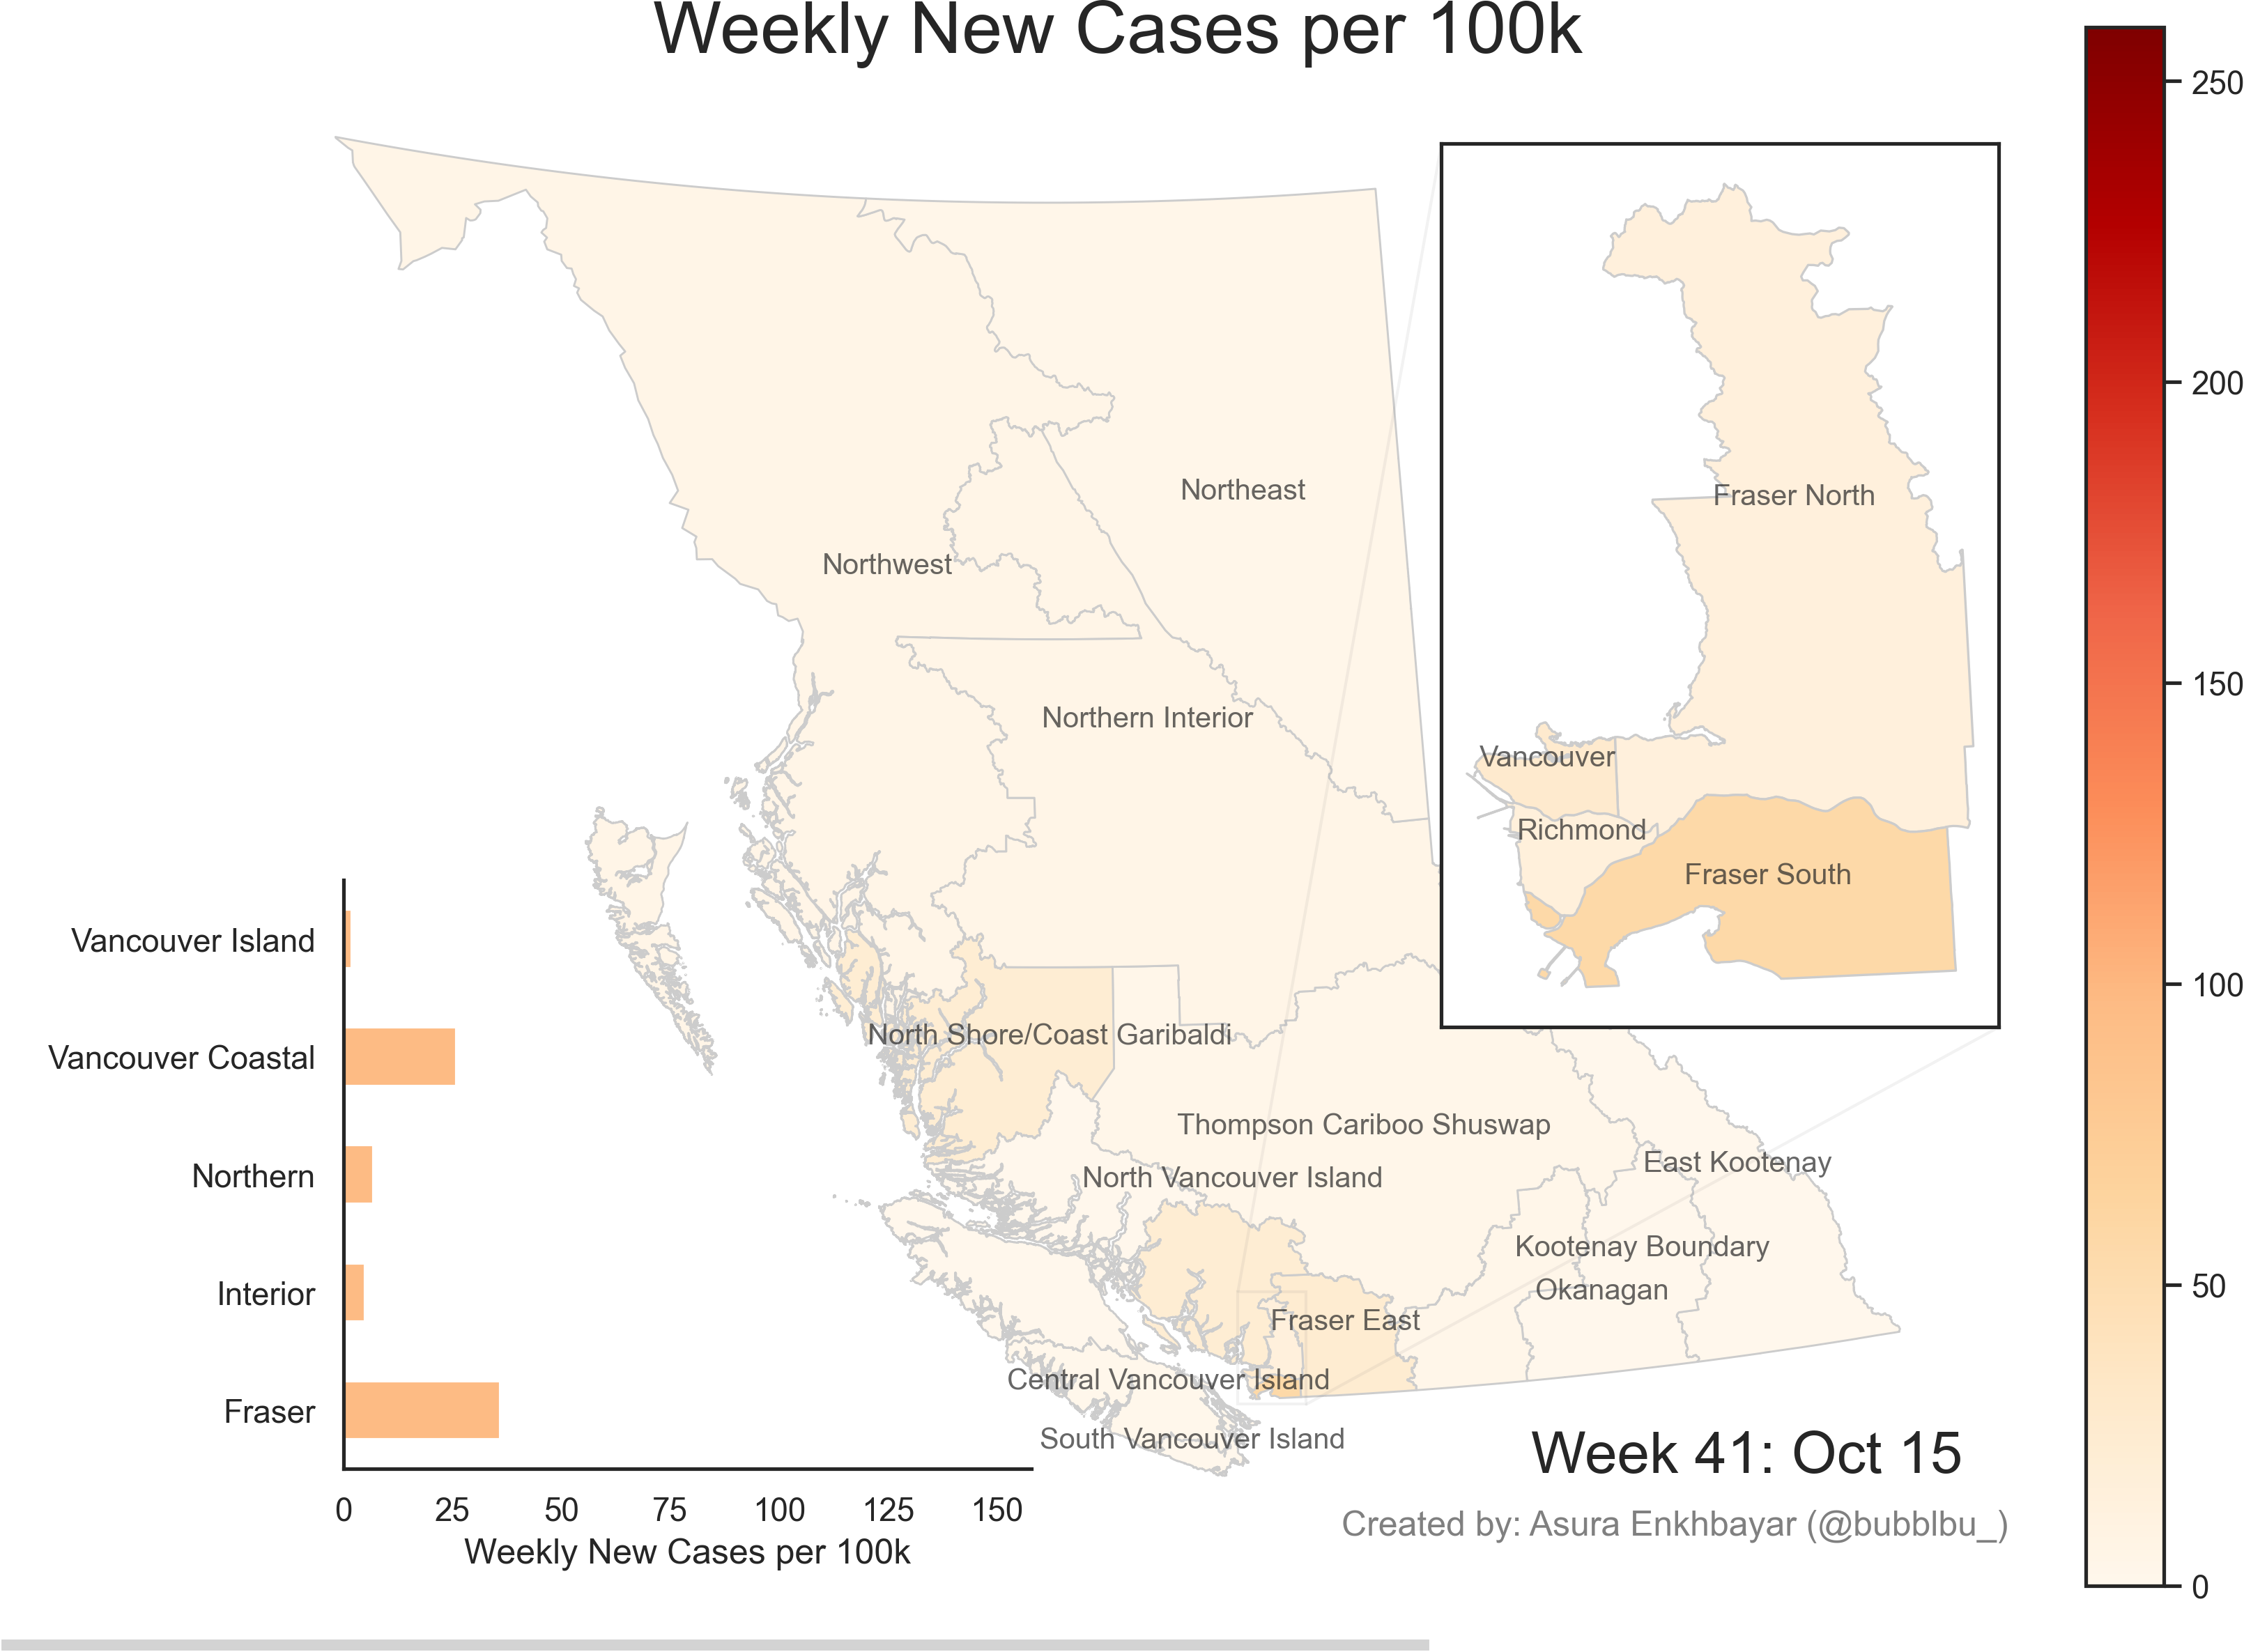 Weekly New Cases per 100k
250
200
150
100
50
0
Northeast
Northwest
Northern Interior
North Shore/Coast Garibaldi
Thompson Cariboo Shuswap
North Vancouver Island
East Kootenay
Kootenay Boundary
Okanagan
Fraser East
Central Vancouver Island
South Vancouver Island
Fraser North
Vancouver
Richmond
Fraser South
Vancouver Island
Vancouver Coastal
Northern
Interior
Fraser
0 25 50 75 100 125 150
Weekly New Cases per 100k
Week 41: Oct 15
Created by: Asura Enkhbayar (@bubblbu_)